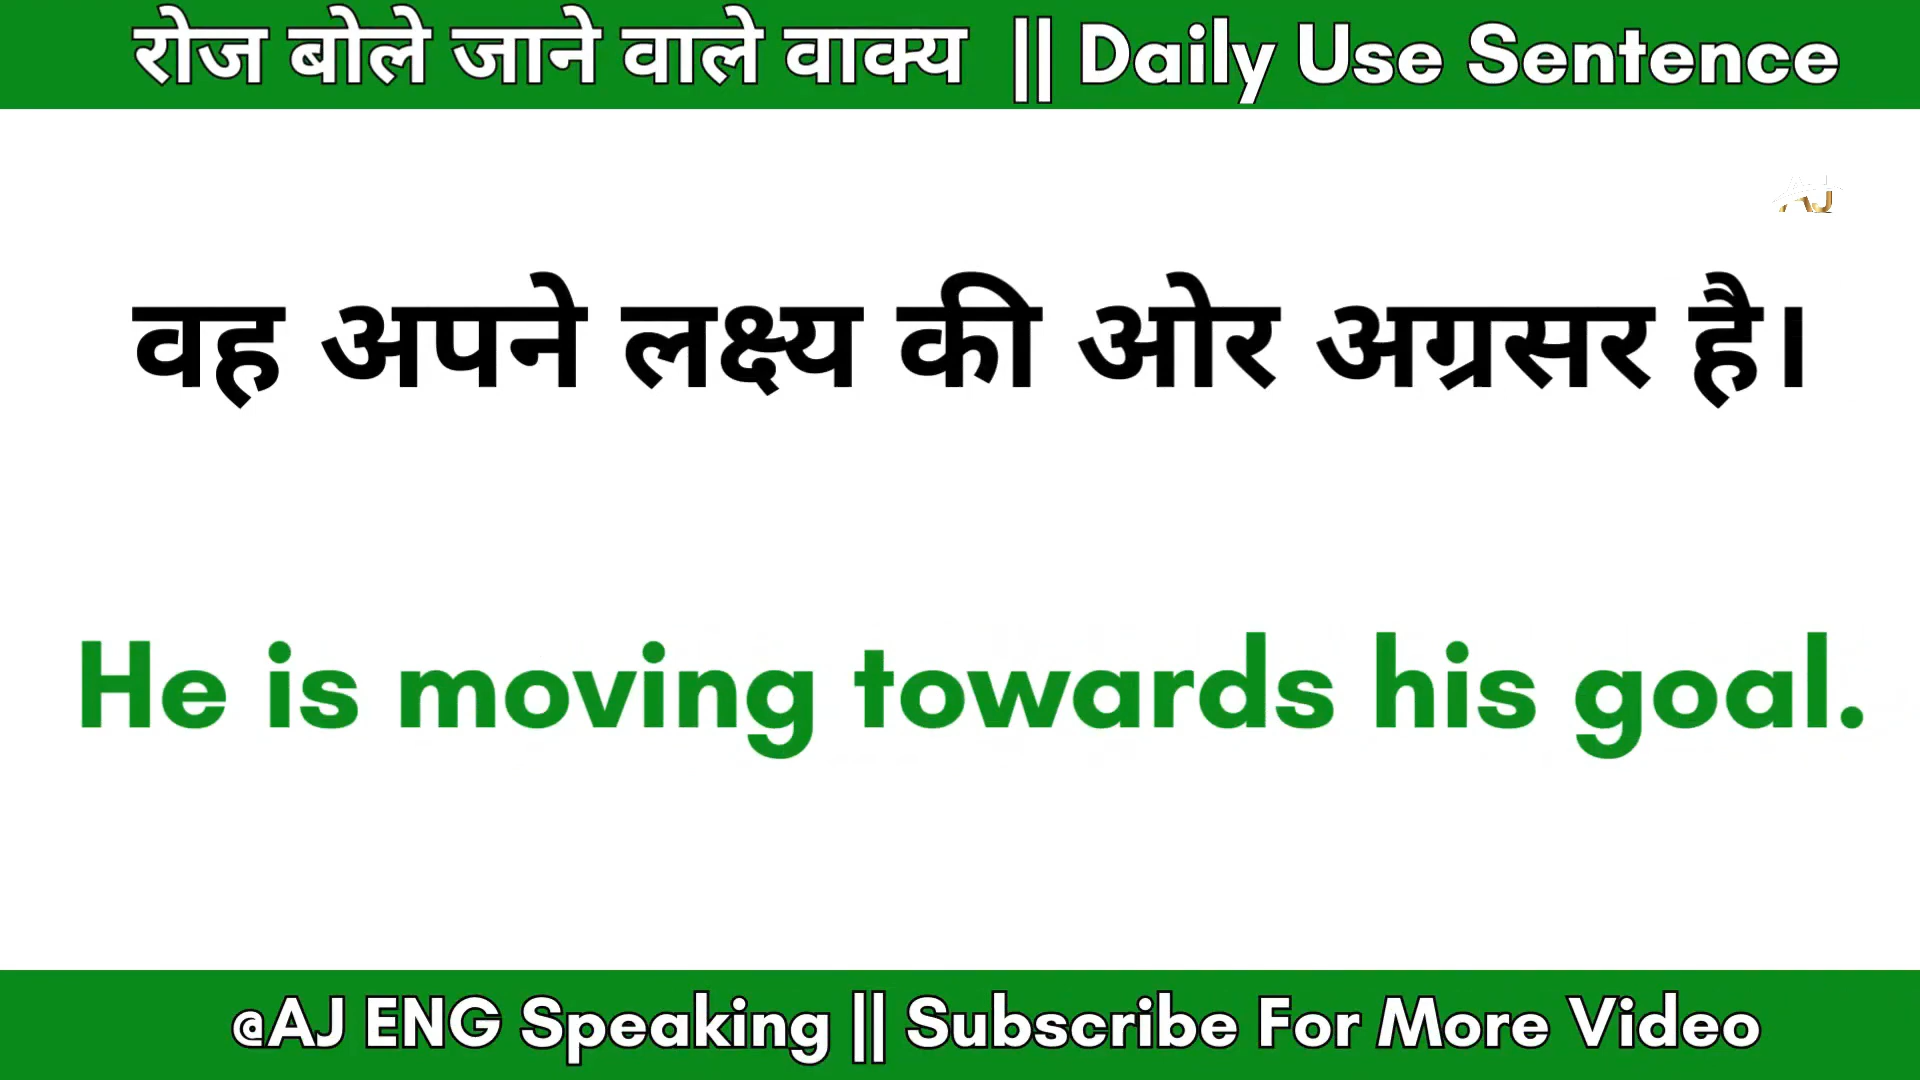 रोज बोले जाने वाले वाक्य || Daily Use Sentence
AJ
वह अपने लक्ष्य की ओर अग्रसर है।
He is moving towards his goal.
@AJ ENG Speaking || Subscribe For More Video